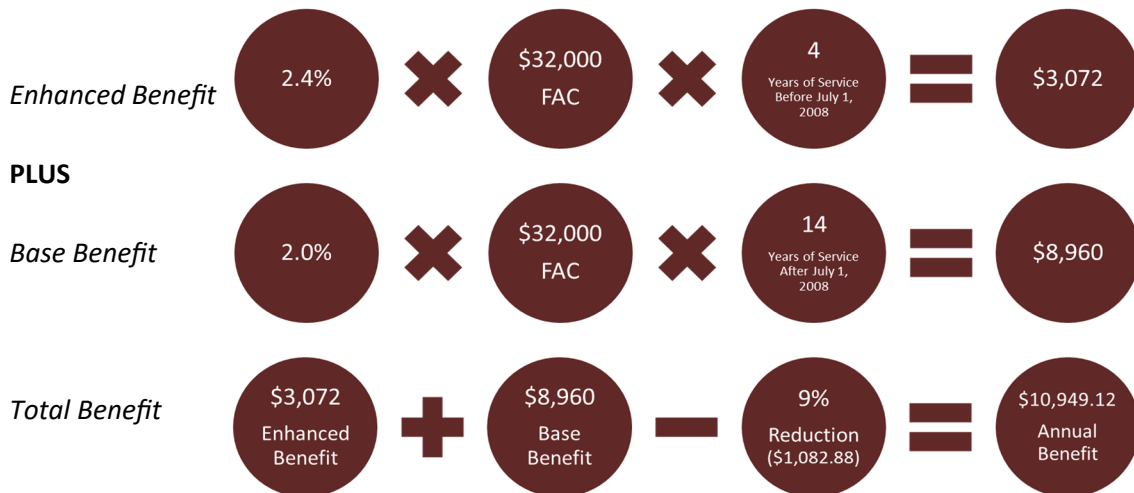 Enhanced Benefit
2.4%
$32,000
FAC
4
Years of Service
Before July 1,
2008
$3,072
PLUS
Base Benefit
2.0%
$32,000
FAC
14
Years of Service
After July 1,
2008
$8,960
Total Benefit
$3,072
Enhanced
Benefit
$8,960
Base
Benefit
9%
Reduction
($1,082.88)
$10,949.12
Annual
Benefit